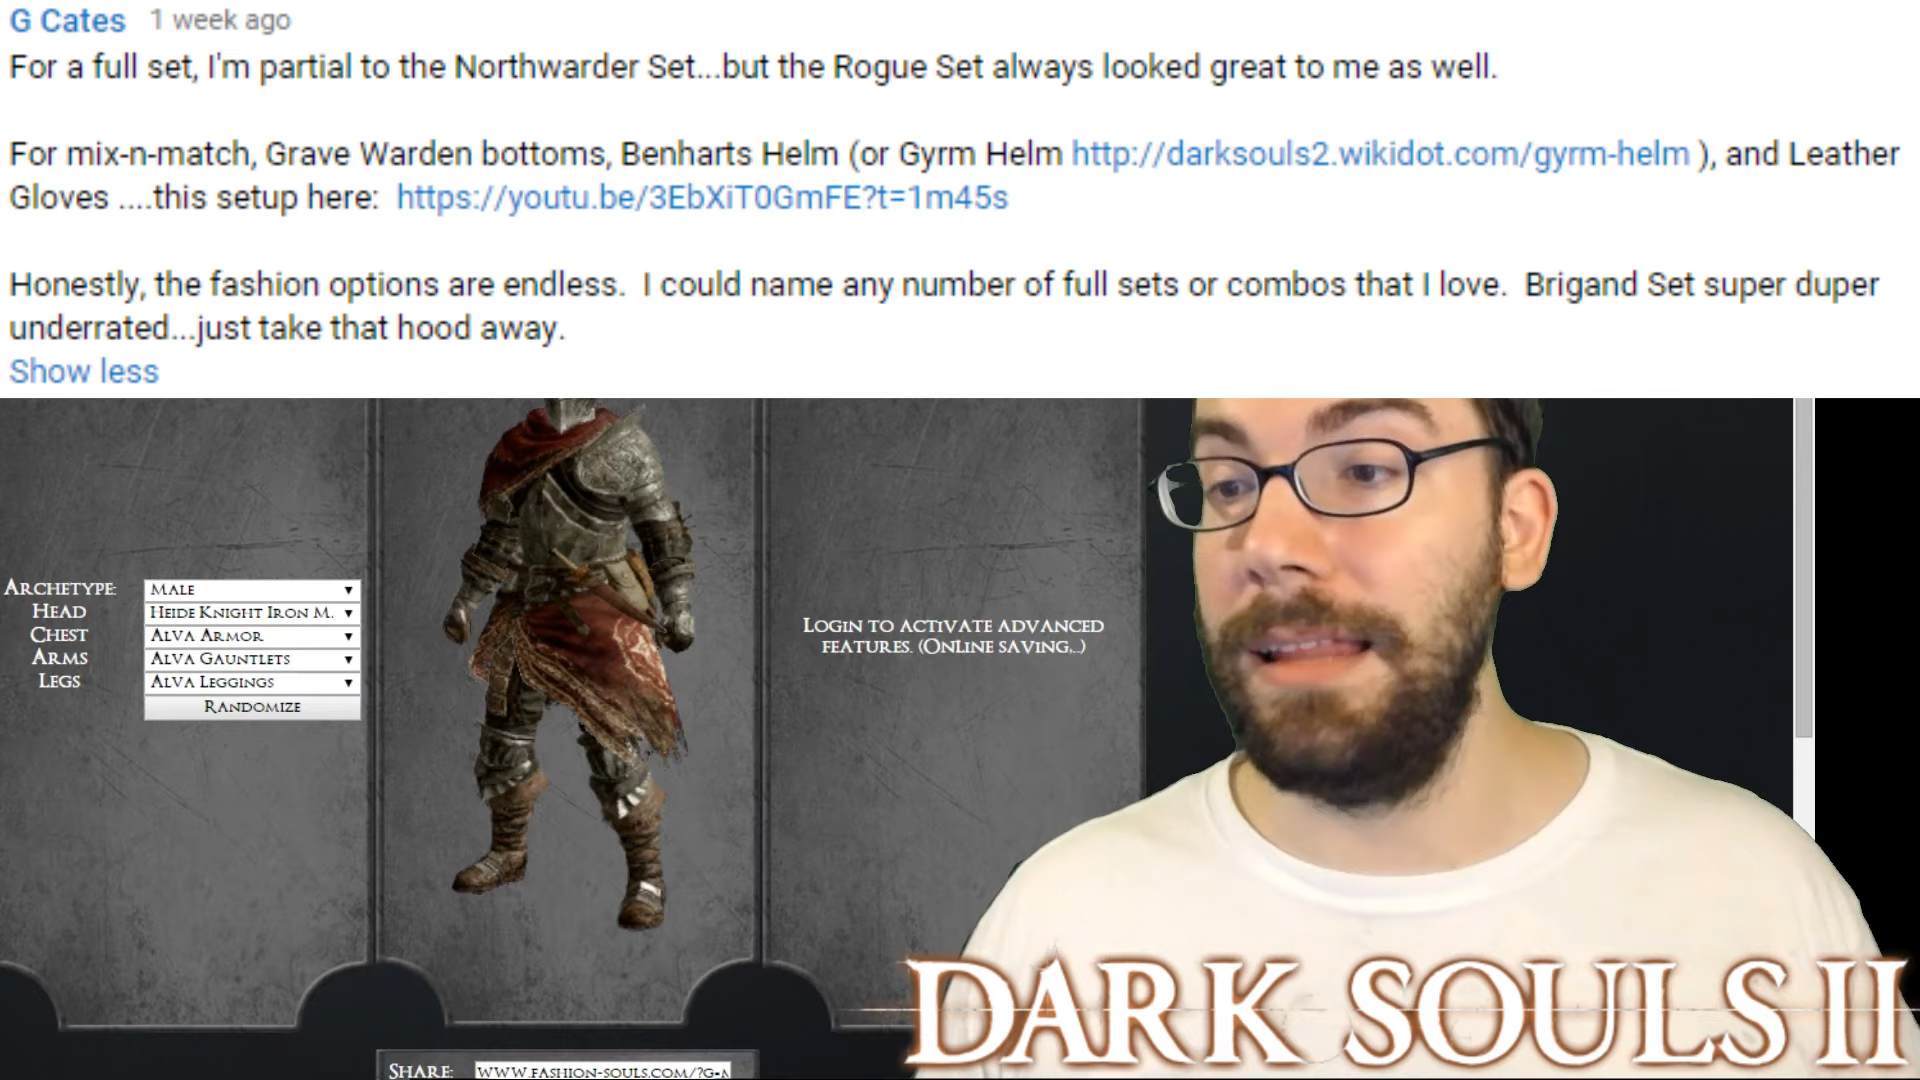 G Cates 1 week ago
For a full set, I'm partial to the Northwarder Set...but the Rogue Set always looked great to me as well.
For mix-n-match, Grave Warden bottoms, Benharts Helm (or Gyrm Helm http://darksouls2.wikidot.com/gyrm-helm ), and Leather
Gloves ....this setup here: https://youtu.be/3EbXiT0GmFE?t=1m45s
Honestly, the fashion options are endless. I could name any number of full sets or combos that I love. Brigand Set super duper
underrated...just take that hood away.
Show less
ARCHETYPE: MALE
HEAD HEIDE KNIGHT IRON M.
CHEST ALVA ARMOR
ARMS ALVA GAUNTLETS
LEGS ALVA LEGGINGS
RANDOMIZE
LOGIN TO ACTIVATE ADVANCED
FEATURES. (ONLINE SAVING...)
DARK SOULS II
SHARE: WWW.FASHION-SOULS.COM/?G=